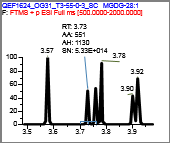 QEF1624_OG31_T3-55-0-3_SC MGDG-28:1
F: FTMS + p ESI Full ms [500.0000-2000.0000]
RT: 3.73
AA: 551
AH: 1130
SN: 5.33E+014
3.57
3.78
3.92
3.90
100
80
60
40
20
0
3.5 3.6 3.7 3.8 3.9